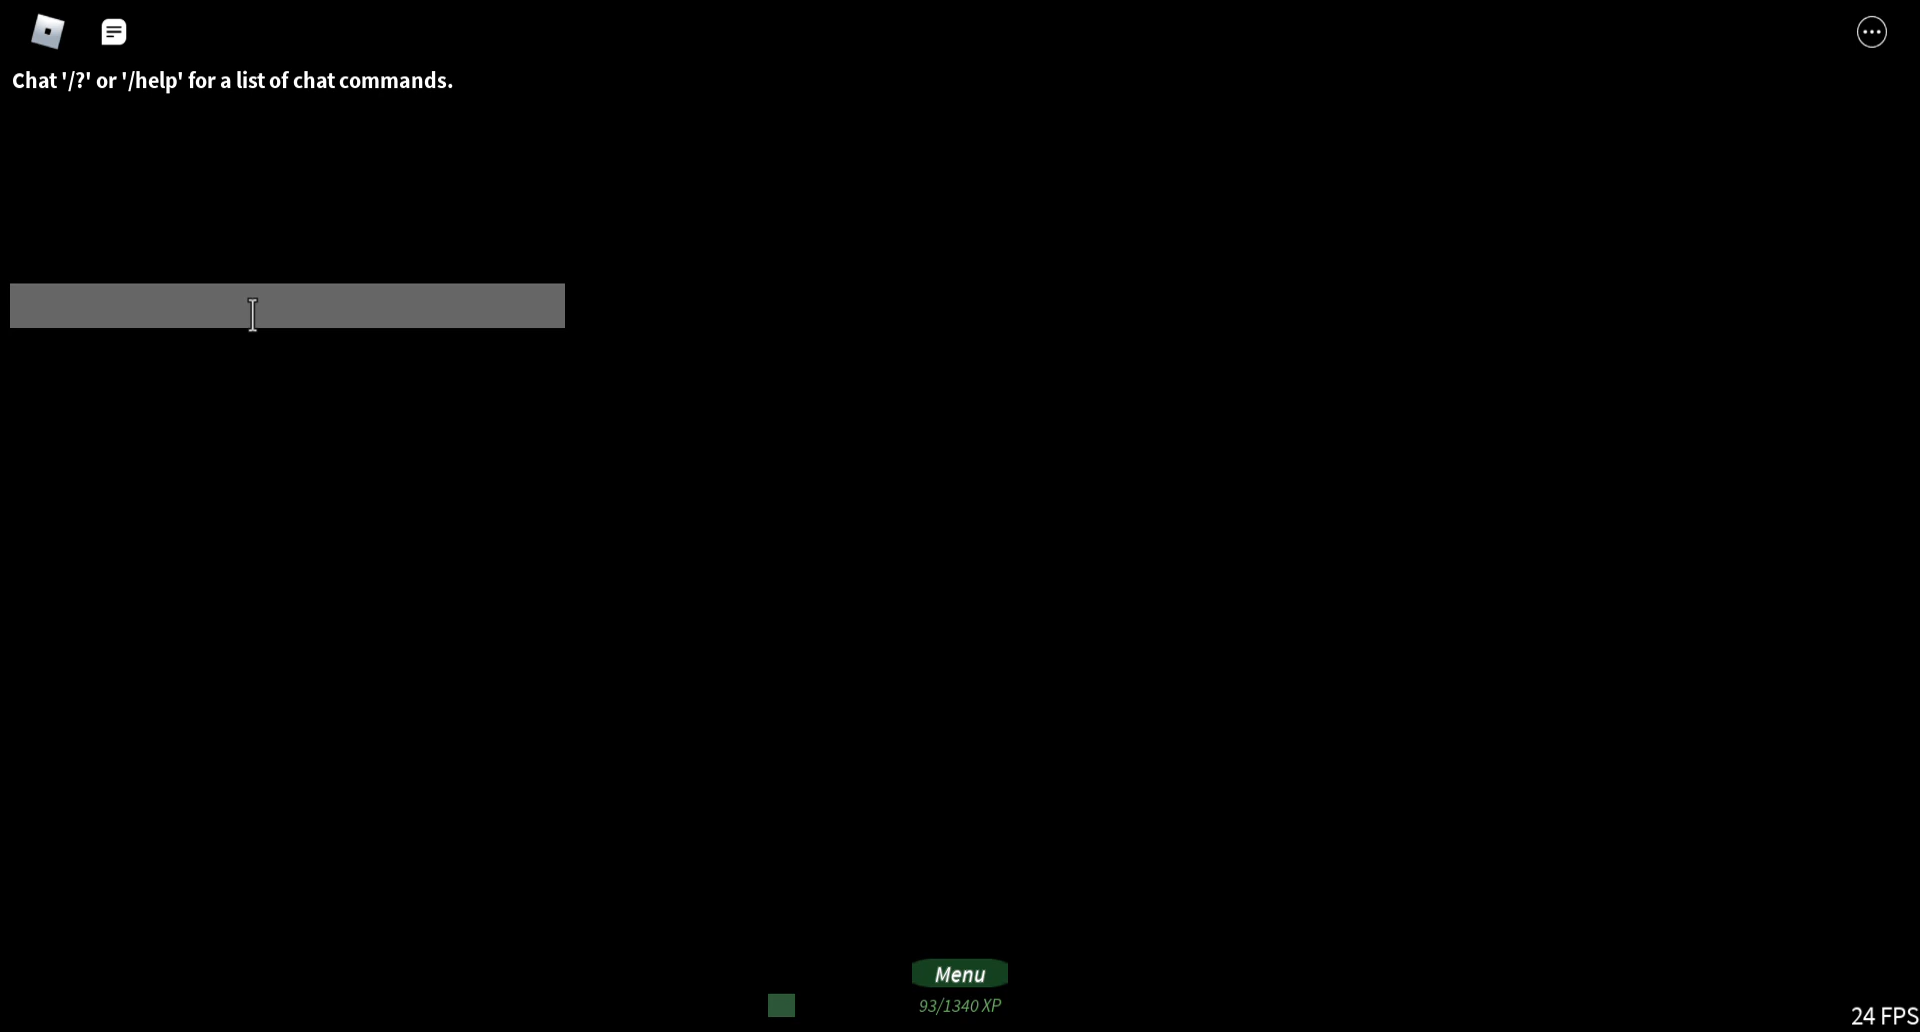 Chat '/?' or '/help' for a list of chat commands.
Menu
93/1340 XP
24 FPS